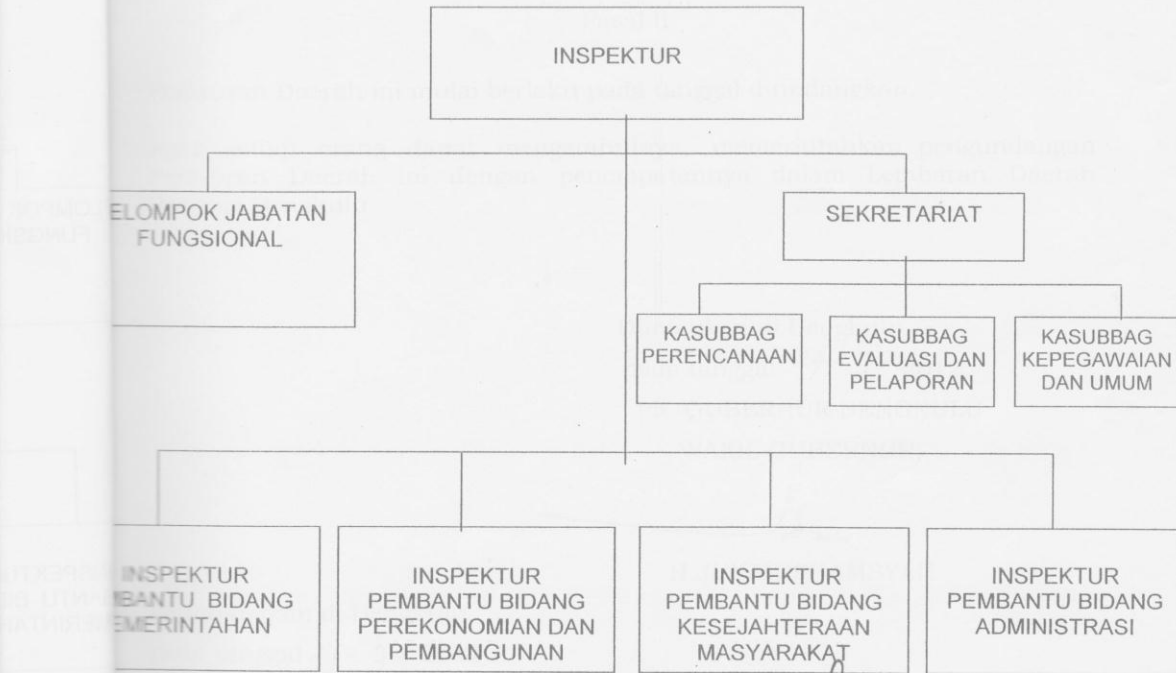 INSPEKTUR
ELOMPOK JABATAN
FUNGSIONAL
SEKRETARIAT
KASUBBAG
PERENCANAAN
KASUBBAG
EVALUASI DAN
PELAPORAN
KASUBBAG
KEPEGAWAIAN
DAN UMUM
INSPEKTUR
BANTU BIDANG
EMERINTAHAN
INSPEKTUR
PEMBANTU BIDANG
PEREKONOMIAN DAN
PEMBANGUNAN
INSPEKTUR
PEMBANTU BIDANG
KESEJAHTERAAN
MASYARAKAT
INSPEKTUR
PEMBANTU BIDANG
ADMINISTRASI